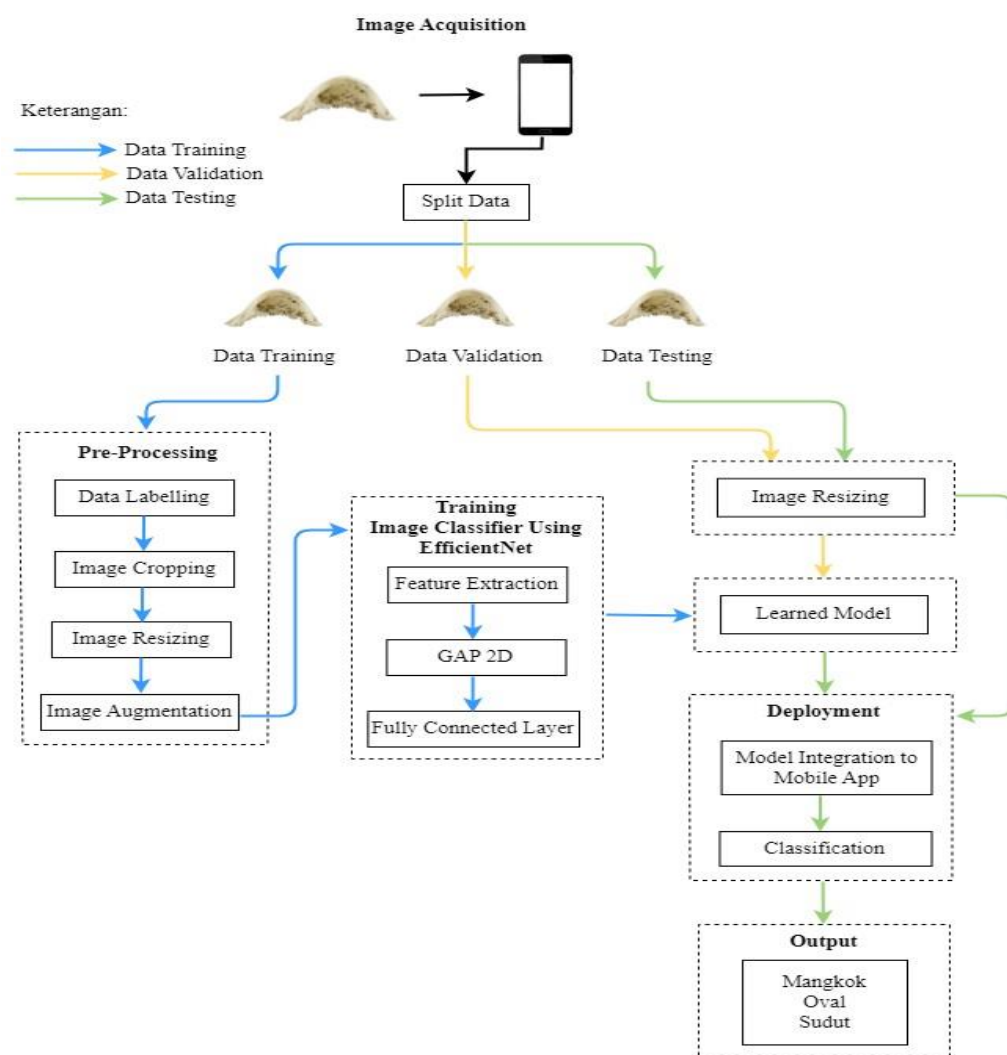 Image Acquisition
Keterangan:
Data Training
Data Validation
Data Testing
Split Data
Data Training
Data Validation
Data Testing
Pre-Processing
Data Labelling
Image Cropping
Image Resizing
Image Augmentation
Training
Image Classifier Using
EfficientNet
Feature Extraction
GAP 2D
Fully Connected Layer
Image Resizing
Learned Model
Deployment
Model Integration to
Mobile App
Classification
Output
Mangkok
Oval
Sudut